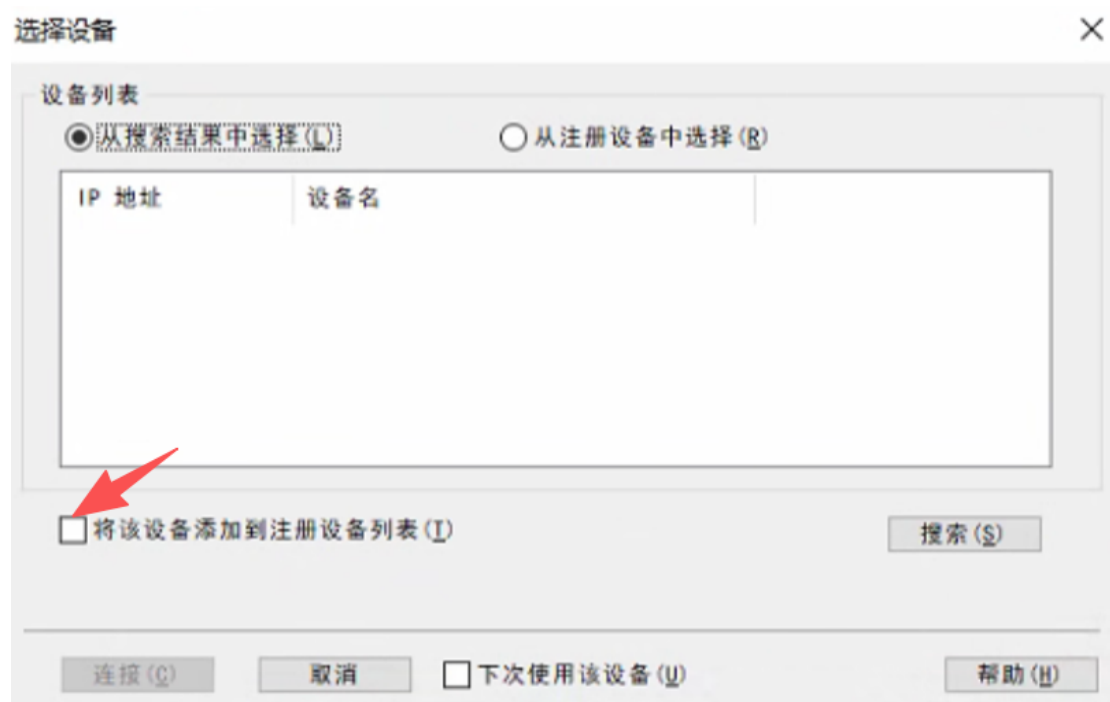 选择设备
设备列表
从搜索结果中选择(L) 从注册设备中选择(R)
IP 地址 设备名
将该设备添加到注册设备列表(T) 搜索(S)
连接(C) 取消 下次使用该设备(U) 帮助(H)